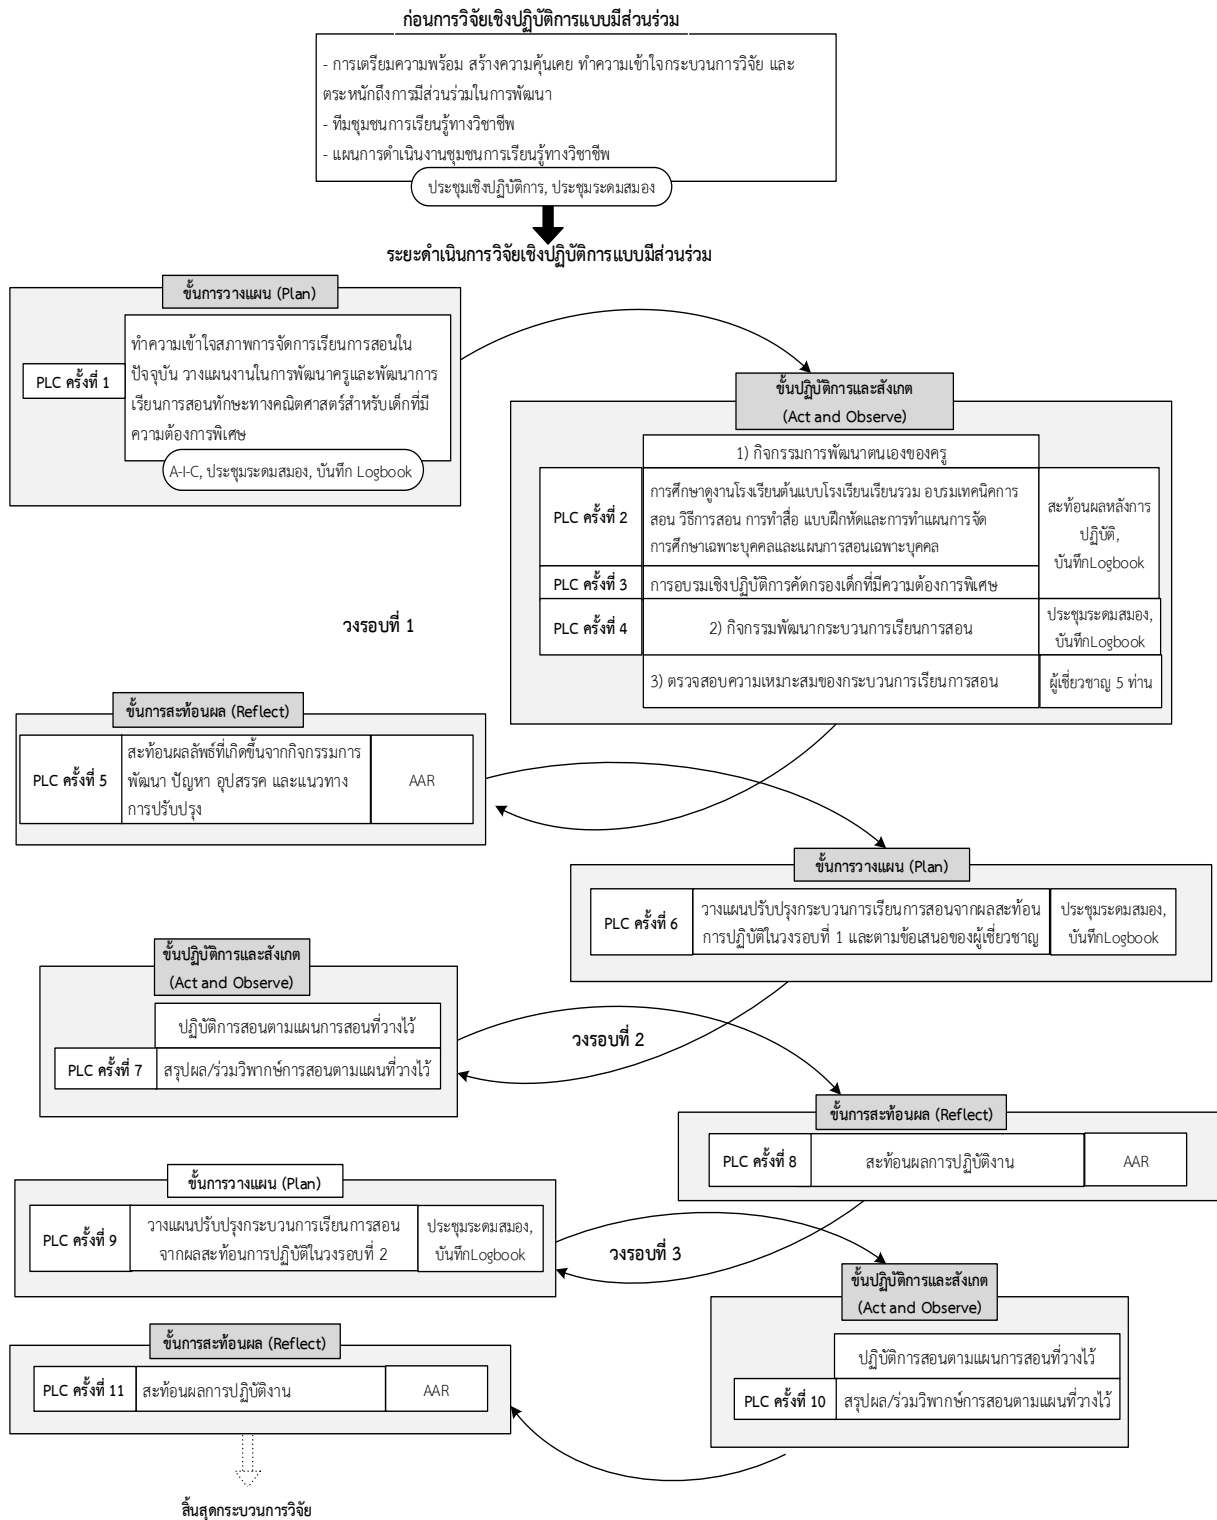 ก่อนการวิจัยเชิงปฏิบัติการแบบมีส่วนร่วม
- การเตรียมความพร้อม สร้างความคุ้นเคย ทำความเข้าใจกระบวนการวิจัย และ
ตระหนักถึงการมีส่วนร่วมในการพัฒนา
- ทีมชุมชนการเรียนรู้ทางวิชาชีพ
- แผนการดำเนินงานชุมชนการเรียนรู้ทางวิชาชีพ
ประชุมเชิงปฏิบัติการ, ประชุมระดมสมอง
ระยะดำเนินการวิจัยเชิงปฏิบัติการแบบมีส่วนร่วม
ขั้นการวางแผน (Plan)
PLC ครั้งที่ 1
ทำความเข้าใจสภาพการจัดการเรียนการสอนใน
ปัจจุบัน วางแผนงานในการพัฒนาครูและพัฒนาการ
เรียนการสอนทักษะทางคณิตศาสตร์สำหรับเด็กที่มี
ความต้องการพิเศษ
A-I-C, ประชุมระดมสมอง, บันทึก Logbook
ขั้นปฏิบัติการและสังเกต
(Act and Observe)
1) กิจกรรมการพัฒนาตนเองของครู
PLC ครั้งที่ 2
การศึกษาดูงานโรงเรียนต้นแบบโรงเรียนเรียนรวม อบรมเทคนิคการ
สอน วิธีการสอน การทำสื่อ แบบฝึกหัดและการทำแผนการจัด
การศึกษาเฉพาะบุคคลและแผนการสอนเฉพาะบุคคล
สะท้อนผลหลังการ
ปฏิบัติ,
บันทึกLogbook
PLC ครั้งที่ 3
การอบรมเชิงปฏิบัติการคัดกรองเด็กที่มีความต้องการพิเศษ
PLC ครั้งที่ 4
2) กิจกรรมพัฒนากระบวนการเรียนการสอน
ประชุมระดมสมอง,
บันทึกLogbook
3) ตรวจสอบความเหมาะสมของกระบวนการเรียนการสอน
ผู้เชี่ยวชาญ 5 ท่าน
วงรอบที่ 1
ขั้นการสะท้อนผล (Reflect)
PLC ครั้งที่ 5
สะท้อนผลลัพธ์ที่เกิดขึ้นจากกิจกรรมการ
พัฒนา ปัญหา อุปสรรค และแนวทาง
การปรับปรุง
AAR
ขั้นการวางแผน (Plan)
PLC ครั้งที่ 6
วางแผนปรับปรุงกระบวนการเรียนการสอนจากผลสะท้อน
การปฏิบัติในวงรอบที่ 1 และตามข้อเสนอของผู้เชี่ยวชาญ
ประชุมระดมสมอง,
บันทึกLogbook
ขั้นปฏิบัติการและสังเกต
(Act and Observe)
ปฏิบัติการสอนตามแผนการสอนที่วางไว้
PLC ครั้งที่ 7
สรุปผล/ร่วมวิพากษ์การสอนตามแผนที่วางไว้
วงรอบที่ 2
ขั้นการสะท้อนผล (Reflect)
PLC ครั้งที่ 8
สะท้อนผลการปฏิบัติงาน
AAR
ขั้นการวางแผน (Plan)
PLC ครั้งที่ 9
วางแผนปรับปรุงกระบวนการเรียนการสอน
จากผลสะท้อนการปฏิบัติในวงรอบที่ 2
ประชุมระดมสมอง,
บันทึกLogbook
วงรอบที่ 3
ขั้นปฏิบัติการและสังเกต
(Act and Observe)
ปฏิบัติการสอนตามแผนการสอนที่วางไว้
PLC ครั้งที่ 10
สรุปผล/ร่วมวิพากษ์การสอนตามแผนที่วางไว้
ขั้นการสะท้อนผล (Reflect)
PLC ครั้งที่ 11
สะท้อนผลการปฏิบัติงาน
AAR
สิ้นสุดกระบวนการวิจัย